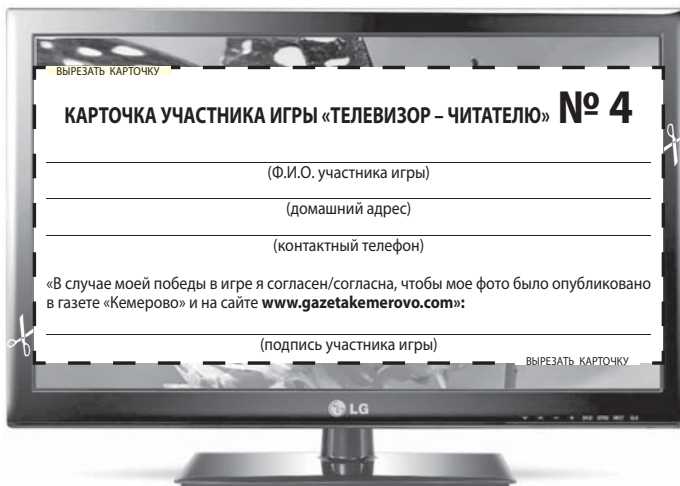 ВЫРЕЗАТЬ КАРТОЧКУ
КАРТОЧКА УЧАСТНИКА ИГРЫ «ТЕЛЕВИЗОР – ЧИТАТЕЛЮ» № 4
(Ф.И.О. участника игры)
(домашний адрес)
(контактный телефон)
«В случае моей победы в игре я согласен/согласна, чтобы мое фото было опубликовано
в газете «Кемерово» и на сайте www.gazetakemerovo.com»:
(подпись участника игры)
ВЫРЕЗАТЬ КАРТОЧКУ
LG